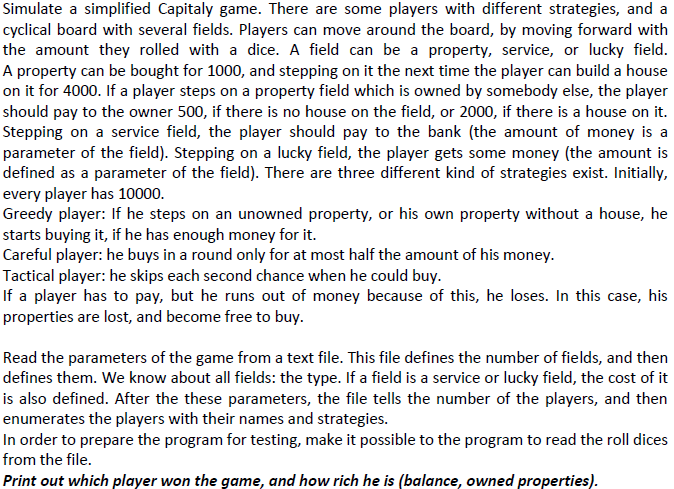 Simulate a simplified Capitaly game. There are some players with different strategies, and a
cyclical board with several fields. Players can move around the board, by moving forward with
the amount they rolled with a dice. A field can be a property, service, or lucky field.
A property can be bought for 1000, and stepping on it the next time the player can build a house
on it for 4000. If a player steps on a property field which is owned by somebody else, the player
should pay to the owner 500, if there is no house on the field, or 2000, if there is a house on it.
Stepping on a service field, the player should pay to the bank (the amount of money is a
parameter of the field). Stepping on a lucky field, the player gets some money (the amount is
defined as a parameter of the field). There are three different kind of strategies exist. Initially,
every player has 10000.
Greedy player: If he steps on an unowned property, or his own property without a house, he
starts buying it, if he has enough money for it.
Careful player: he buys in a round only for at most half the amount of his money.
Tactical player: he skips each second chance when he could buy.
If a player has to pay, but he runs out of money because of this, he loses. In this case, his
properties are lost, and become free to buy.
Read the parameters of the game from a text file. This file defines the number of fields, and then
defines them. We know about all fields: the type. If a field is a service or lucky field, the cost of it
is also defined. After the these parameters, the file tells the number of the players, and then
enumerates the players with their names and strategies.
In order to prepare the program for testing, make it possible to the program to read the roll dices
from the file.
Print out which player won the game, and how rich he is (balance, owned properties).